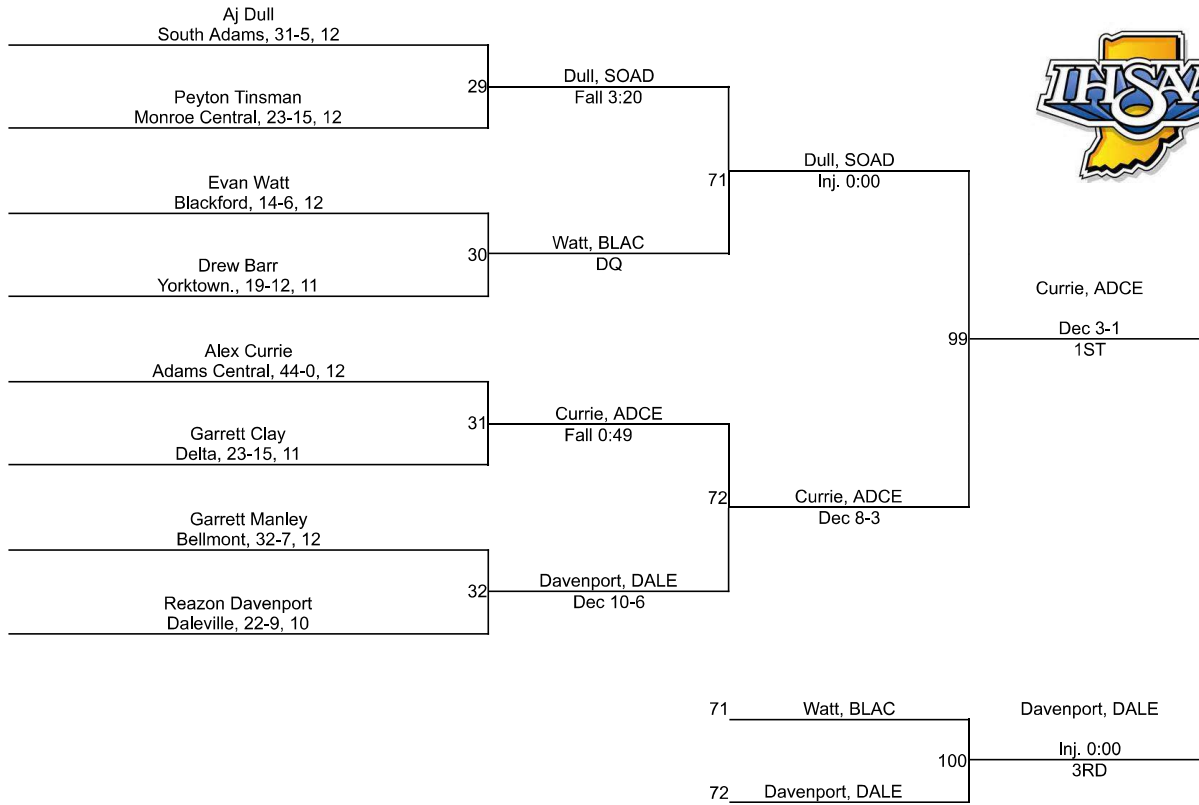 Aj Dull
South Adams, 31-5, 12
29
Dull, SOAD
Fall 3:20
Peyton Tinsman
Monroe Central, 23-15, 12
IHSAA
71
Dull, SOAD
Inj. 0:00
Evan Watt
Blackford, 14-6, 12
30
Watt, BLAC
DQ
Drew Barr
Yorktown., 19-12, 11
99
Currie, ADCE
Dec 3-1
1ST
Alex Currie
Adams Central, 44-0, 12
31
Currie, ADCE
Fall 0:49
Garrett Clay
Delta, 23-15, 11
72
Currie, ADCE
Dec 8-3
Garrett Manley
Bellmont, 32-7, 12
32
Davenport, DALE
Dec 10-6
Reazon Davenport
Daleville, 22-9, 10
71
Watt, BLAC
100
Davenport, DALE
Inj. 0:00
3RD
72
Davenport, DALE